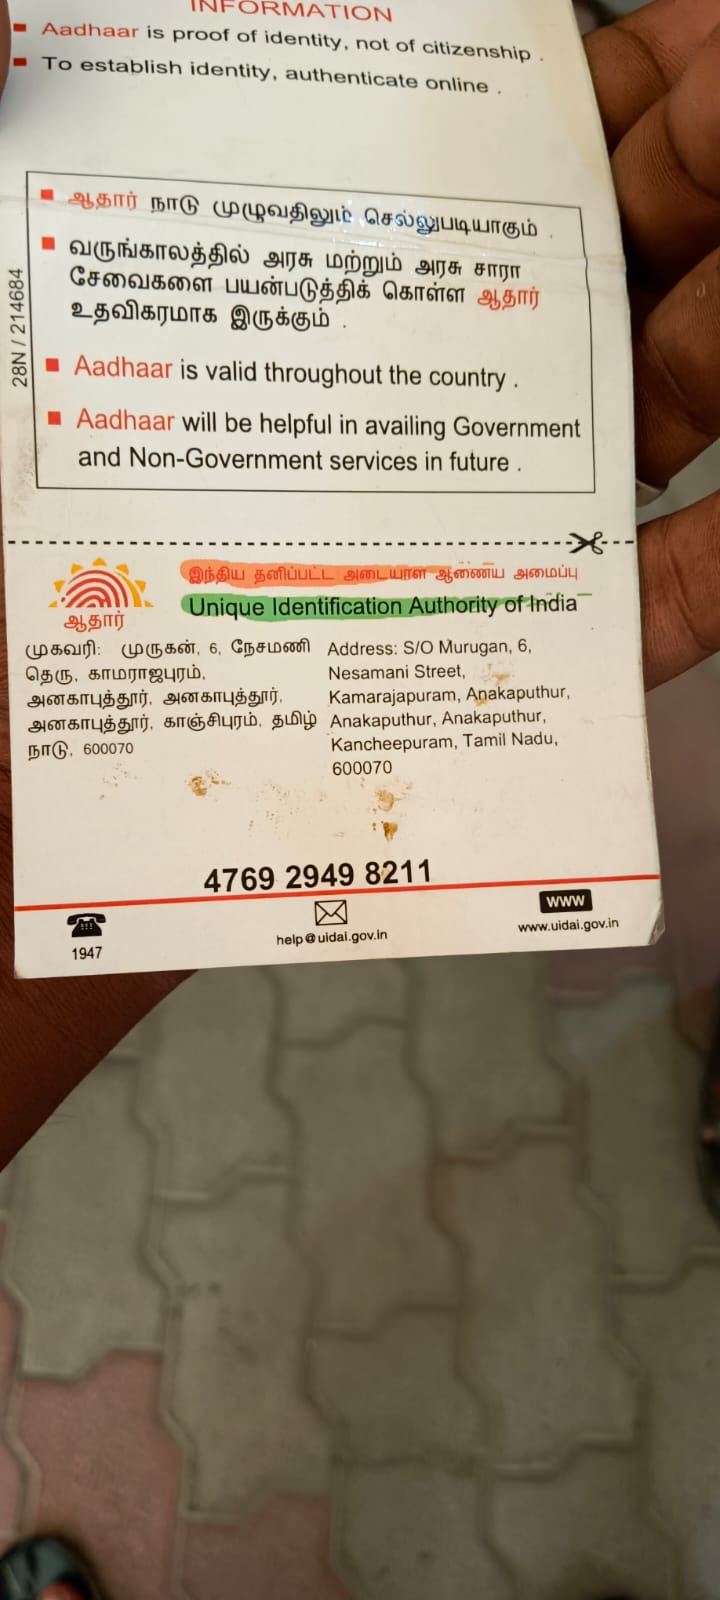 INFORMATION
Aadhaar is proof of identity, not of citizenship .
To establish identity, authenticate online .
28N / 214684
ஆதார் நாடு முழுவதிலும் செல்லுபடியாகும் .
வருங்காலத்தில் அரசு மற்றும் அரசு சாரா
சேவைகளை பயன்படுத்திக் கொள்ள ஆதார்
உதவிகரமாக இருக்கும் .
Aadhaar is valid throughout the country .
Aadhaar will be helpful in availing Government
and Non-Government services in future .
ஆதார்
இந்திய தனிப்பட்ட அடையாள ஆணைய அமைப்பு
Unique Identification Authority of India
முகவரி: முருகன், 6, நேசமணி
தெரு, காமராஜபுரம்,
அனகாபுத்தூர், அனகாபுத்தூர்,
அனகாபுத்தூர், காஞ்சிபுரம், தமிழ்
நாடு, 600070
Address: S/O Murugan, 6,
Nesamani Street,
Kamarajapuram, Anakaputhur,
Anakaputhur, Anakaputhur,
Kancheepuram, Tamil Nadu,
600070
4769 2949 8211
1947
help@uidai.gov.in
WWW
www.uidai.gov.in